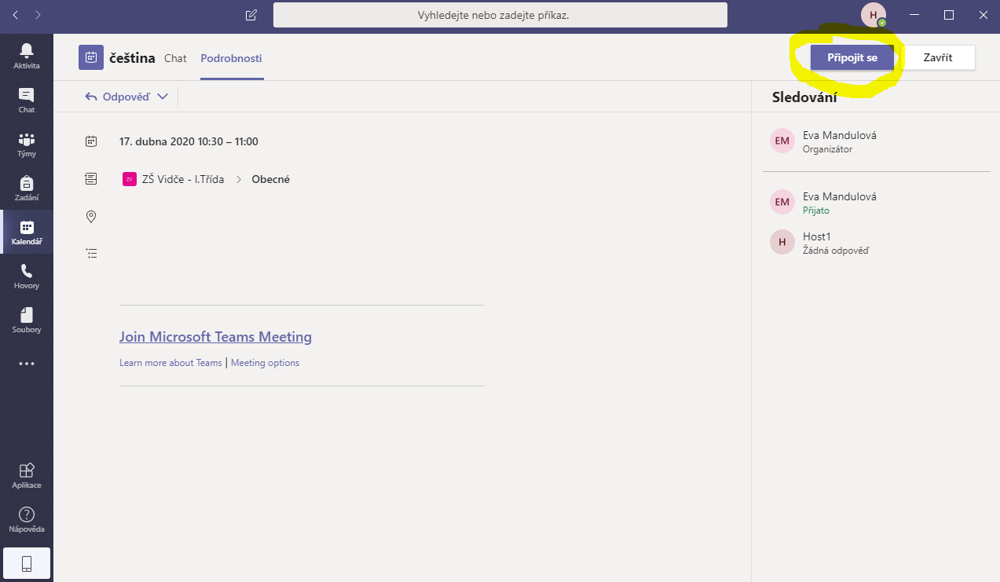 Vyhledejte nebo zadejte příkaz.
H
Aktivita
Chat
Týmy
Zadání
Kalendář
Hovory
Soubory
Aplikace
Nápověda
čeština Chat Podrobnosti
Připojit se Zavřít
Odpověď
17. dubna 2020 10:30 – 11:00
ZV ZŠ Vidče - I.Třída > Obecné
Join Microsoft Teams Meeting
Learn more about Teams | Meeting options
Sledování
EM Eva Mandulová
Organizátor
EM Eva Mandulová
Přijato
H Host1
Žádná odpověď